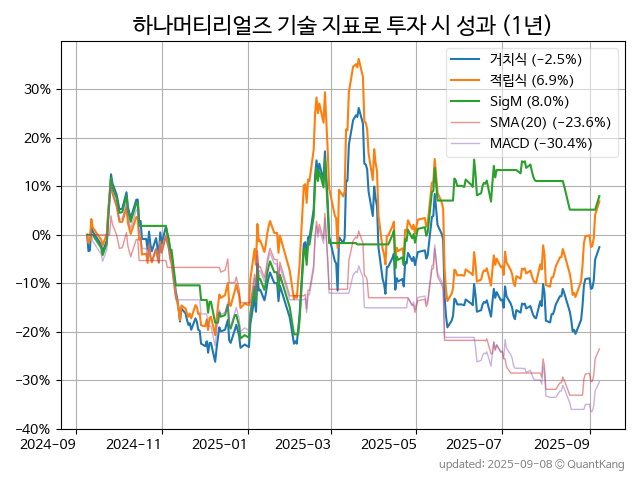 하나머티리얼즈 기술 지표로 투자 시 성과 (1년)
거치식 (−2.5%)
적립식 (6.9%)
SigM (8.0%)
SMA(20) (−23.6%)
MACD (−30.4%)
30%
20%
10%
0%
−10%
−20%
−30%
−40%
2024-09 2024-11 2025-01 2025-03 2025-05 2025-07 2025-09
updated: 2025-09-08 ⓒ QuantKang